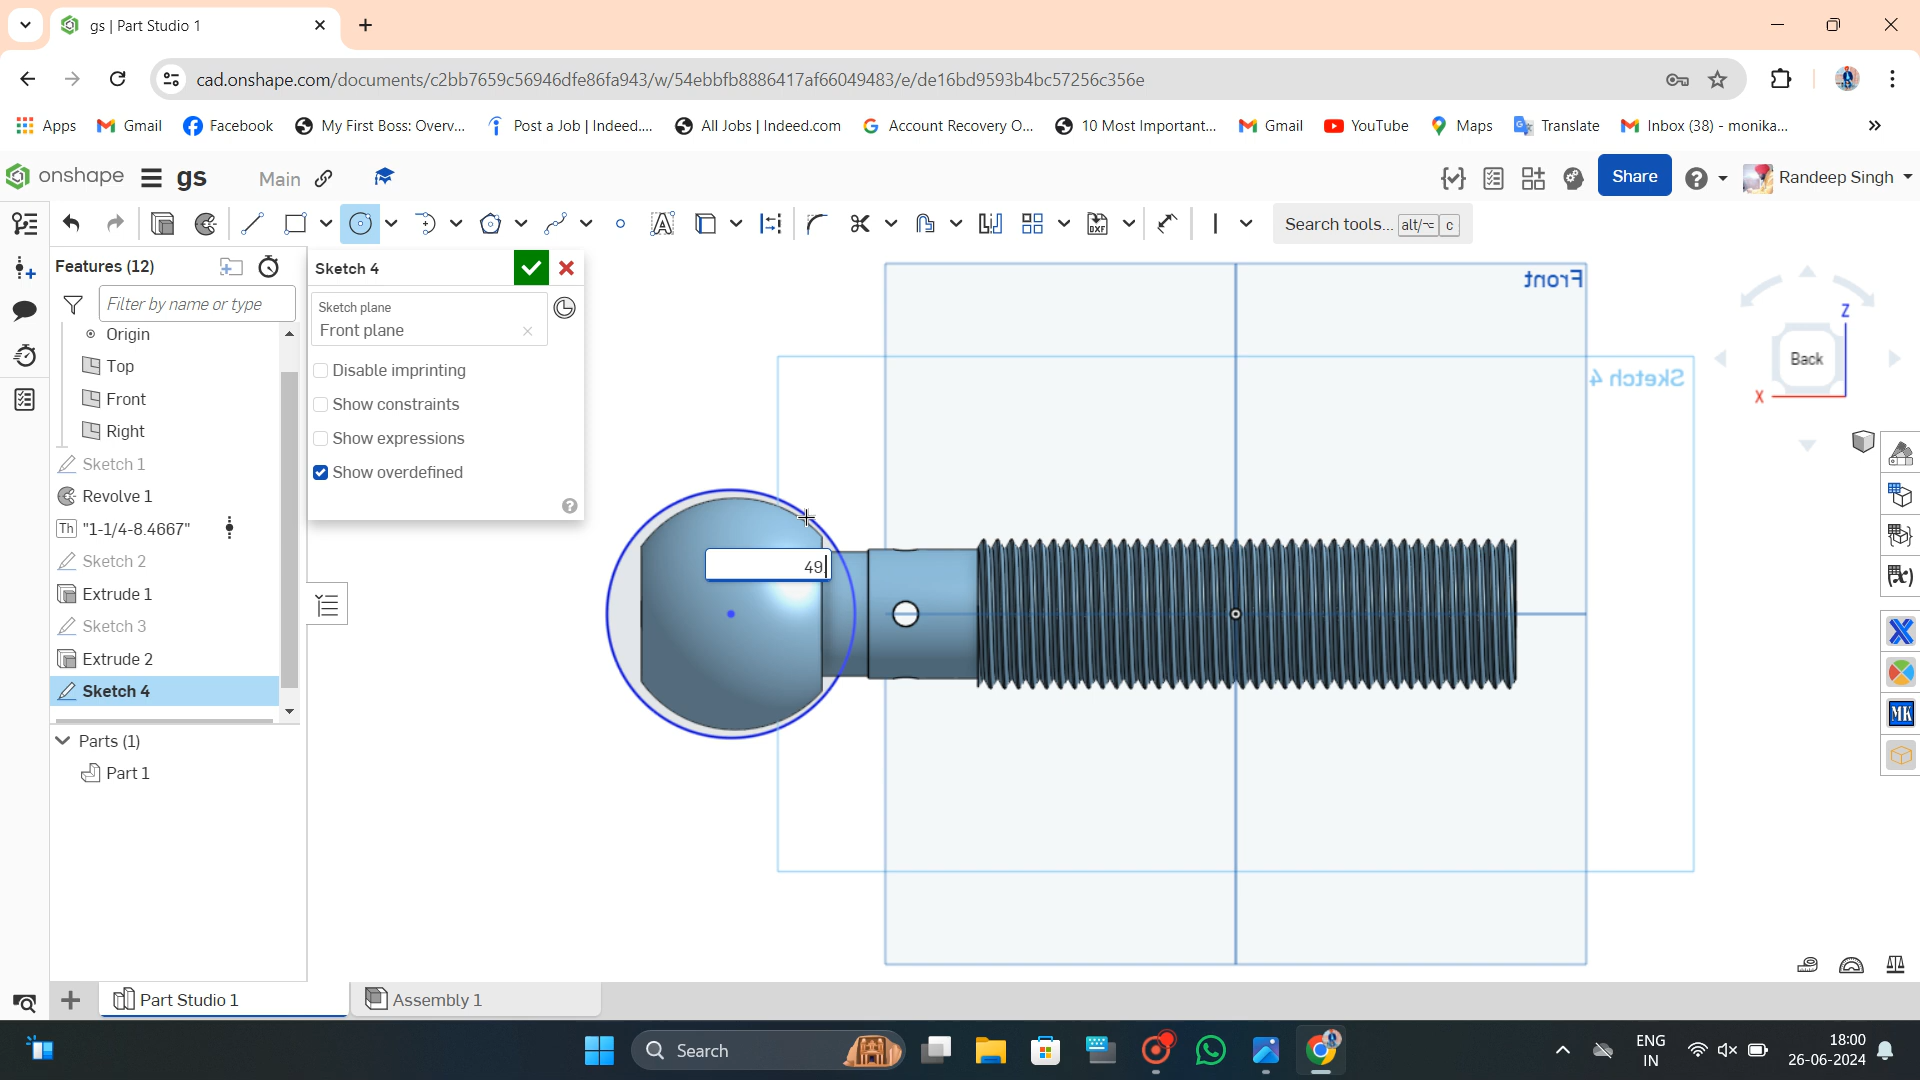 gs | Part Studio 1
cad.onshape.com/documents/c2bb7659c56946dfe86fa943/w/54ebbfb8886417af66049483/e/de16bd9593b4bc57256c356e
Apps
Gmail
Facebook
My First Boss: Overv...
Post a Job | Indeed....
All Jobs | Indeed.com
Account Recovery O...
10 Most Important...
Gmail
YouTube
Maps
Translate
Inbox (38) - monika...
onshape
gs
Main
Share
Randeep Singh
DXF
Search tools... alt/⌥ c
Features (12)
Filter by name or type
Origin
Top
Front
Right
Sketch 1
Revolve 1
Th "1-1/4-8.4667"
Sketch 2
Extrude 1
Sketch 3
Extrude 2
Sketch 4
Parts (1)
Part 1
Sketch 4
Sketch plane
Front plane
Disable imprinting
Show constraints
Show expressions
Show overdefined
Front
Sketch 4
49
Z
Back
X
MK
Part Studio 1
Assembly 1
Search
ENG
IN
18:00
26-06-2024